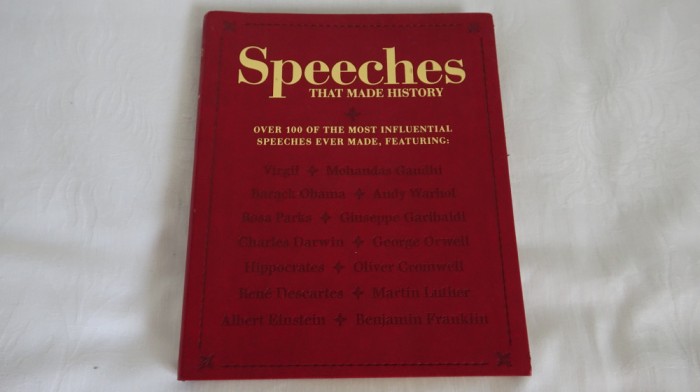 Speeches
THAT MADE HISTORY
OVER 100 OF THE MOST INFLUENTIAL
SPEECHES EVER MADE, FEATURING:
Virgil Mohandas Gandhi
Barack Obama Andy Warhol
Rosa Parks Giuseppe Garibaldi
Charles Darwin George Orwell
Hippocrates Oliver Cromwell
René Descartes Martin Luther
Albert Einstein Benjamin Franklin